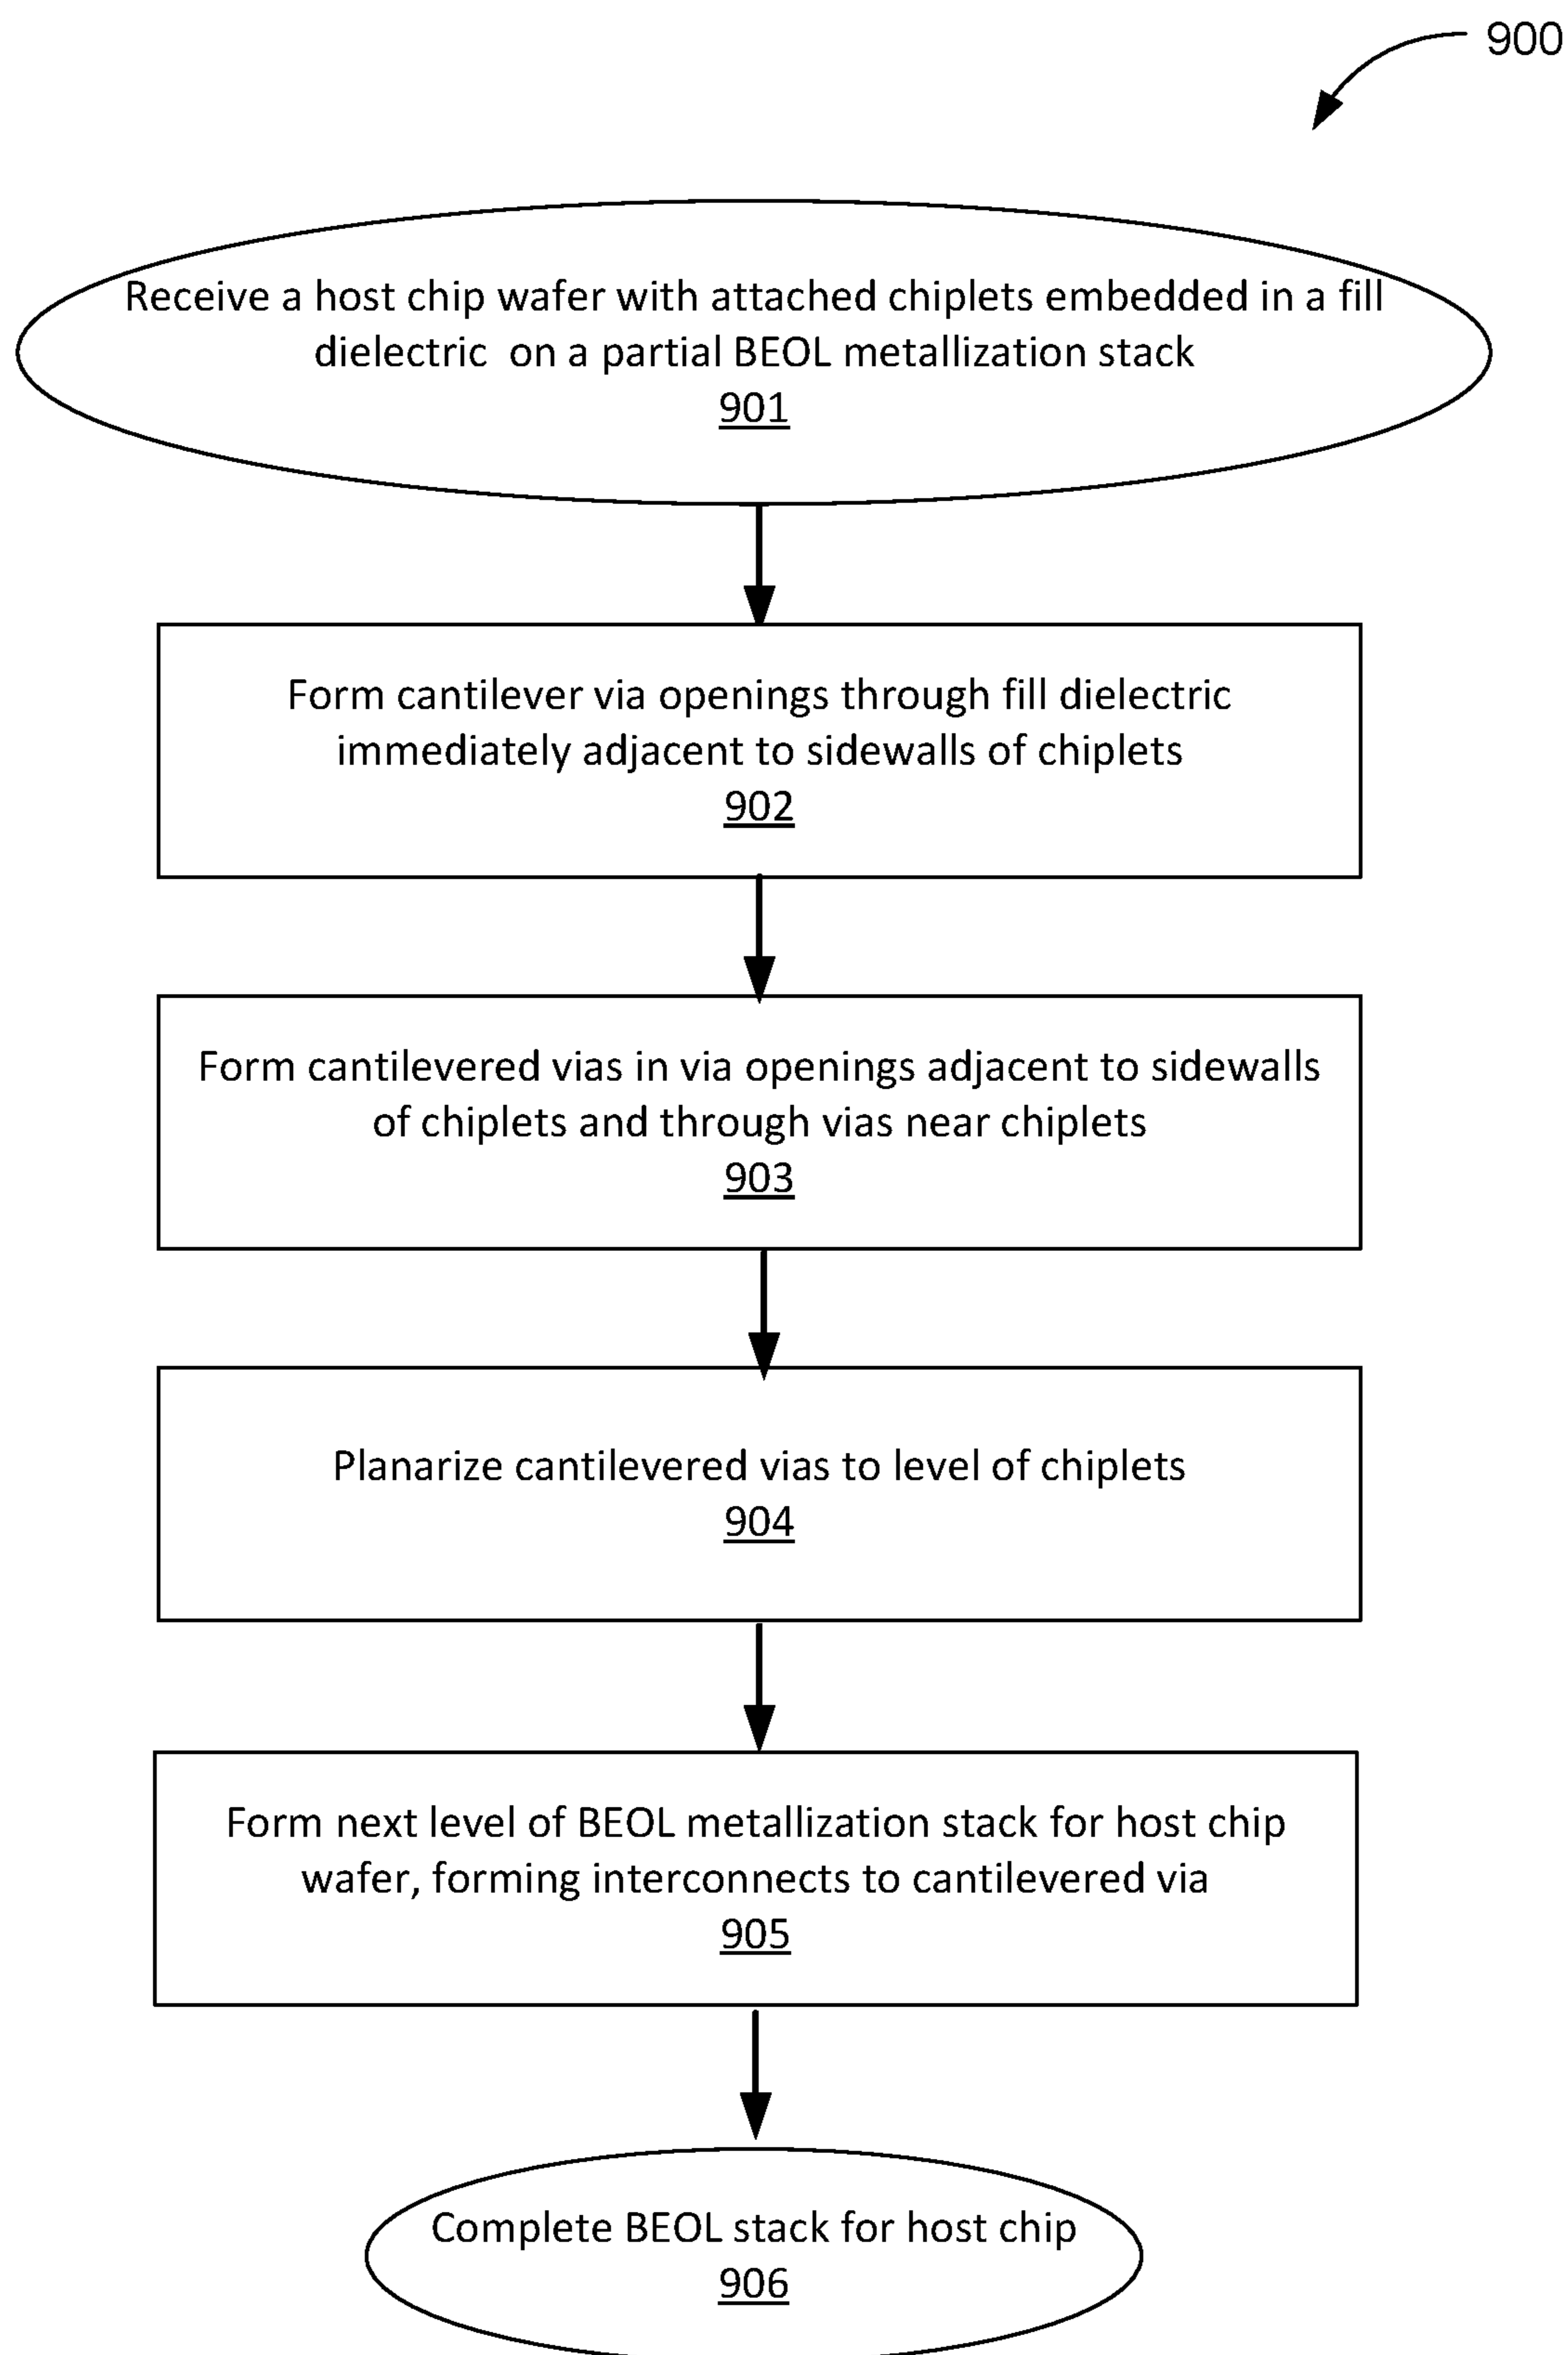 900
Receive a host chip wafer with attached chiplets embedded in a fill
dielectric on a partial BEOL metallization stack
901
Form cantilever via openings through fill dielectric
immediately adjacent to sidewalls of chiplets
902
Form cantilevered vias in via openings adjacent to sidewalls
of chiplets and through vias near chiplets
903
Planarize cantilevered vias to level of chiplets
904
Form next level of BEOL metallization stack for host chip
wafer, forming interconnects to cantilevered via
905
Complete BEOL stack for host chip
906